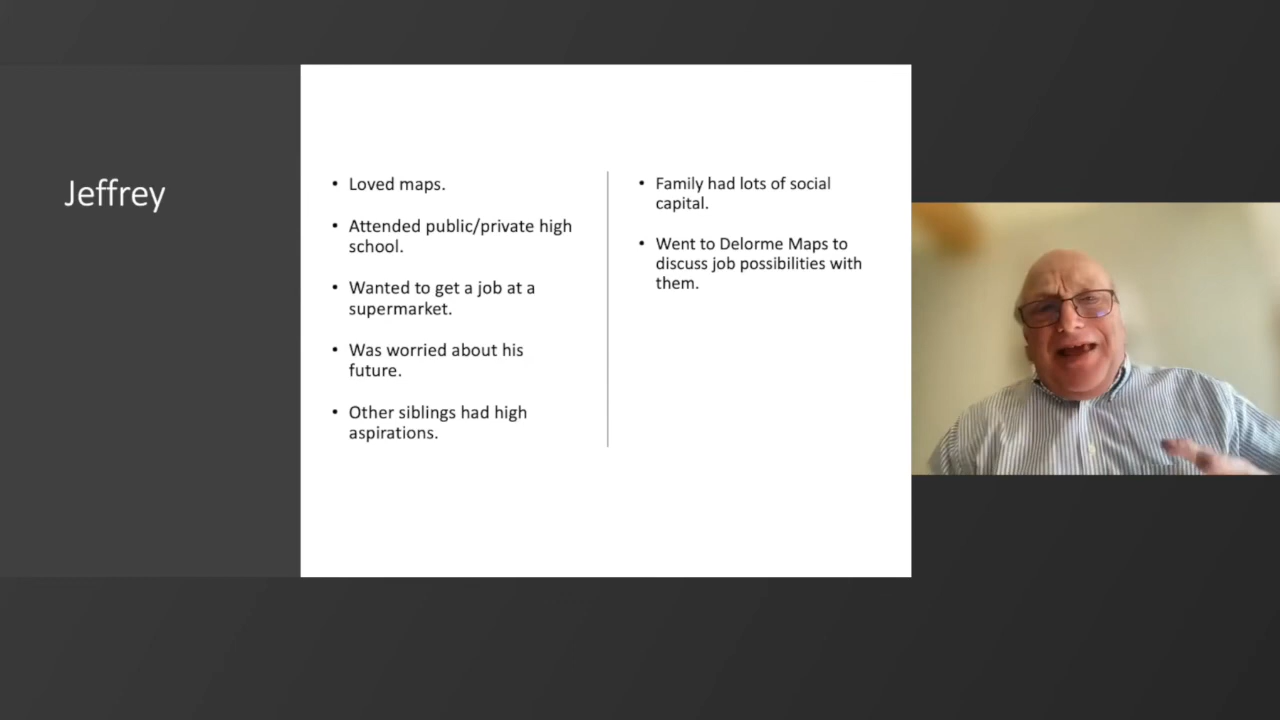 Jeffrey
• Loved maps.
• Attended public/private high
school.
• Wanted to get a job at a
supermarket.
• Was worried about his
future.
• Other siblings had high
aspirations.
• Family had lots of social
capital.
• Went to Delorme Maps to
discuss job possibilities with
them.